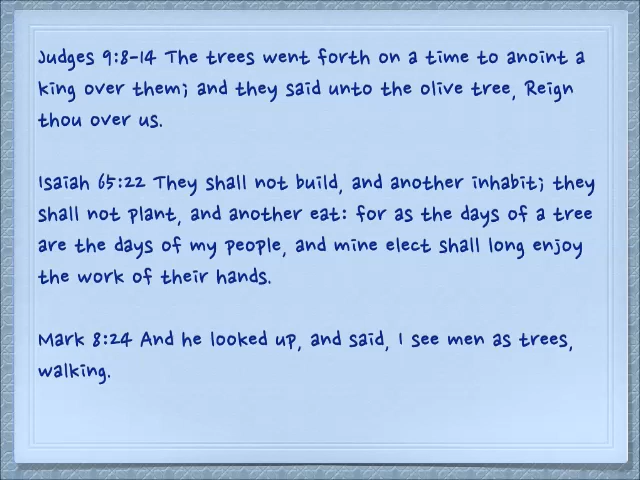 Judges 9:8-14 The trees went forth on a time to anoint a
king over them; and they said unto the olive tree, Reign
thou over us.
Isaiah 65:22 They shall not build, and another inhabit; they
shall not plant, and another eat: for as the days of a tree
are the days of my people, and mine elect shall long enjoy
the work of their hands.
Mark 8:24 And he looked up, and said, I see men as trees,
walking.